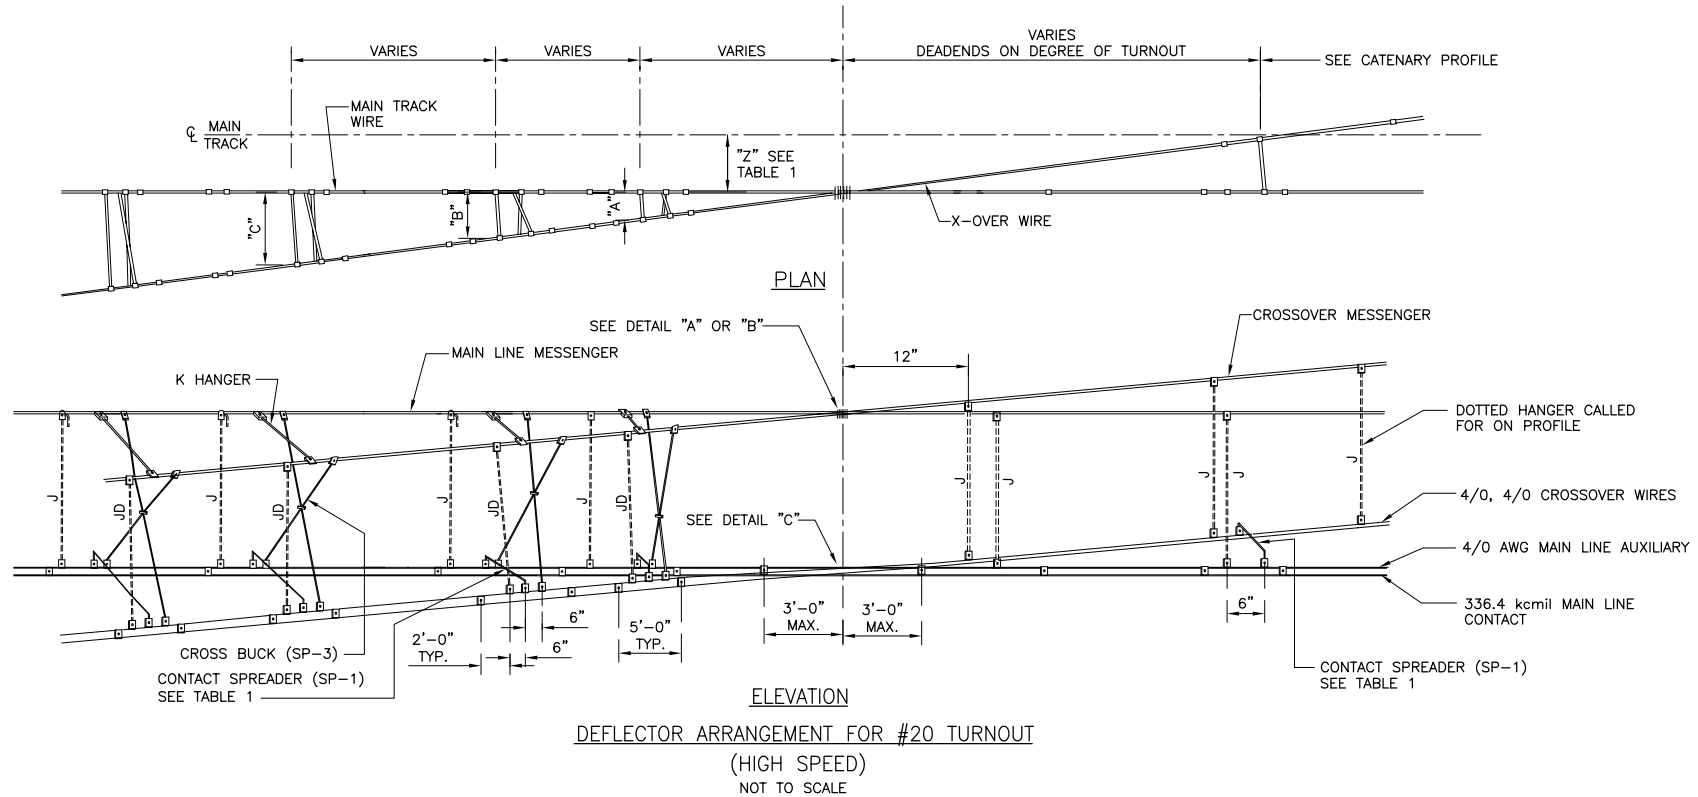 VARIES
VARIES
VARIES
VARIES
DEADENDS ON DEGREE OF TURNOUT
SEE CATENARY PROFILE
MAIN TRACK
WIRE
℄ MAIN
TRACK
"Z" SEE
TABLE 1
"C"
"B"
"A"
X-OVER WIRE
PLAN
SEE DETAIL "A" OR "B"
CROSSOVER MESSENGER
MAIN LINE MESSENGER
12"
K HANGER
DOTTED HANGER CALLED
FOR ON PROFILE
J
JD
J
JD
J
JD
J
JD
J
J
J
J
4/0, 4/0 CROSSOVER WIRES
SEE DETAIL "C"
4/0 AWG MAIN LINE AUXILIARY
336.4 kcmil MAIN LINE
CONTACT
3'-0"
MAX.
3'-0"
MAX.
6"
6"
5'-0"
TYP.
2'-0"
TYP.
6"
CROSS BUCK (SP-3)
CONTACT SPREADER (SP-1)
SEE TABLE 1
CONTACT SPREADER (SP-1)
SEE TABLE 1
ELEVATION
DEFLECTOR ARRANGEMENT FOR #20 TURNOUT
(HIGH SPEED)
NOT TO SCALE